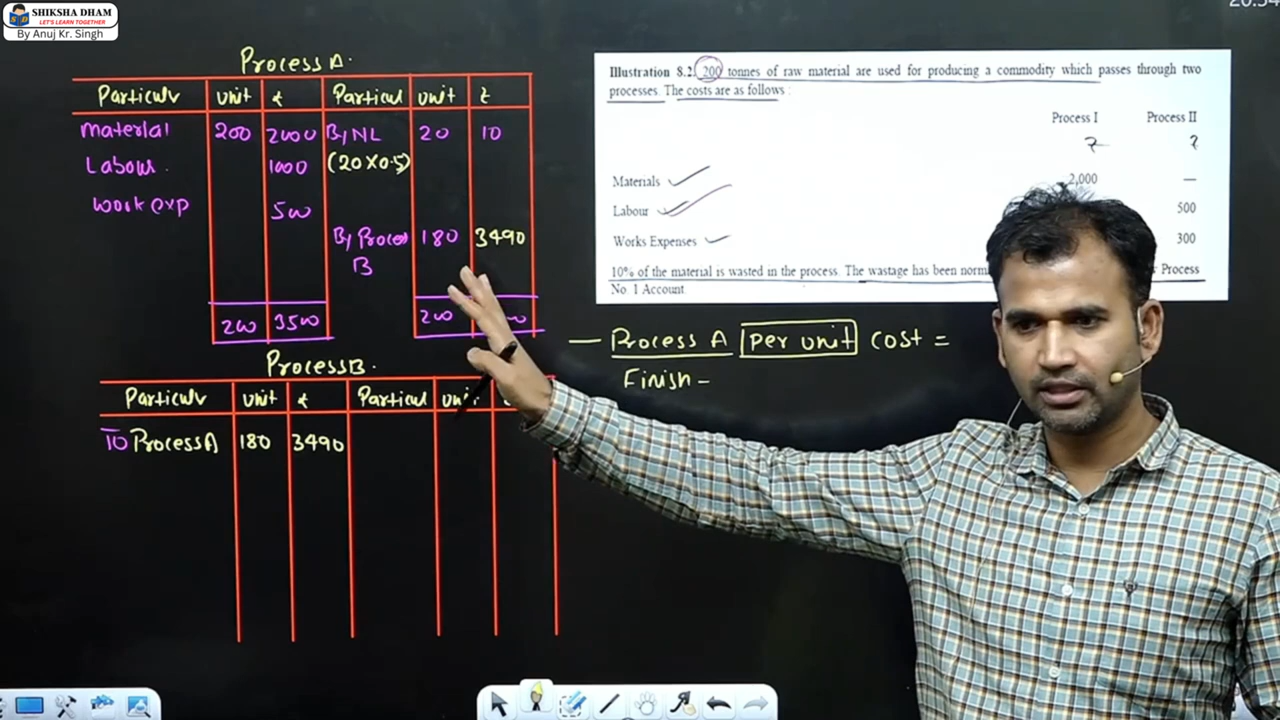 SHIKSHA DHAM
LET'S LEARN TOGETHER
By Anuj Kr. Singh
Process A.
Particulr unit ₹ Particul unit ₹
material 200 2000 By NL 20 10
Labour. 1000 (20×0.5)
work exp 500
By Process 180 3490
B
200 3500 200
Process B.
Particulr unit ₹ Particul
To Process A 180 3490
Illustration 8.2. 200 tonnes of raw material are used for producing a commodity which passes through two
processes. The costs are as follows :
Process I Process II
₹ ₹
Materials 2,000 —
Labour 500
Works Expenses 300
10% of the material is wasted in the process. The wastage has been Process
No. 1 Account
— Process A per unit cost =
Finish -